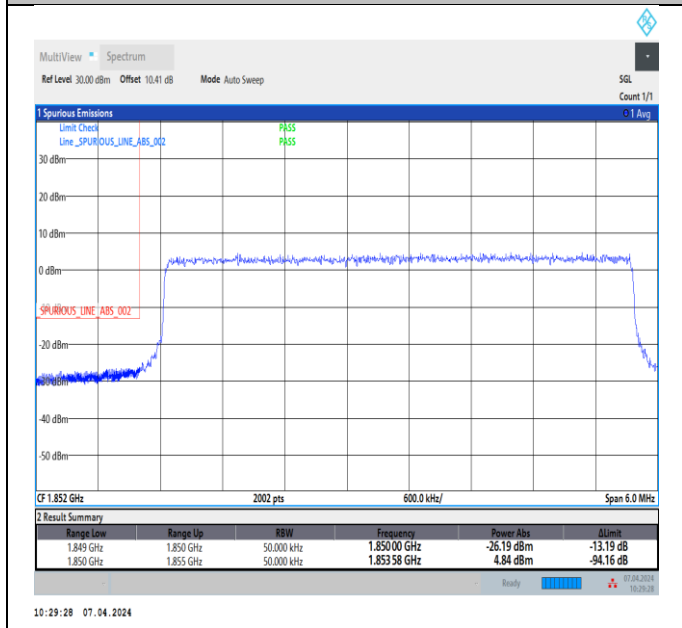 MultiView Spectrum
Ref Level 30.00 dBm Offset 10.41 dB Mode Auto Sweep SGL
Count 1/1
1 Spurious Emissions 1 Avg
Limit Check PASS
Line _SPURIOUS_LINE_ABS_002 PASS
30 dBm
20 dBm
10 dBm
0 dBm
_SPURIOUS_LINE_ABS_002
-20 dBm
-30 dBm
-40 dBm
-50 dBm
CF 1.852 GHz 2002 pts 600.0 kHz/ Span 6.0 MHz
2 Result Summary
Range Low Range Up RBW Frequency Power Abs ΔLimit
1.849 GHz 1.850 GHz 50.000 kHz 1.85000 GHz -26.19 dBm -13.19 dB
1.850 GHz 1.855 GHz 50.000 kHz 1.85358 GHz 4.84 dBm -94.16 dB
Ready 07.04.2024
10:29:28
10:29:28 07.04.2024